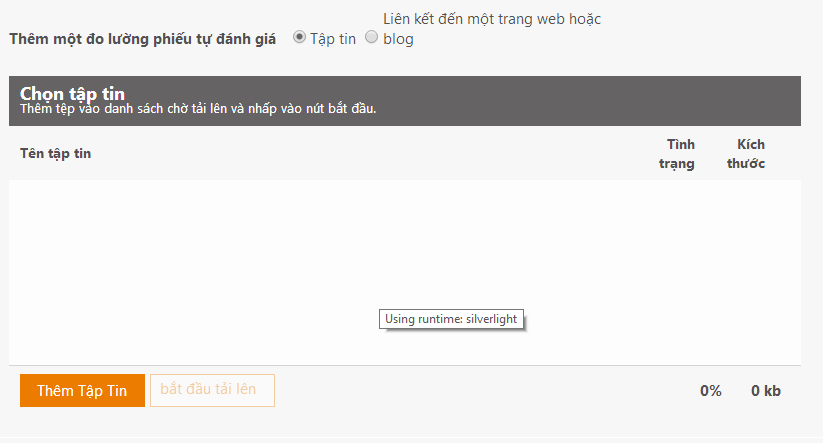 Liên kết đến một trang web hoặc
Thêm một đo lường phiếu tự đánh giá Tập tin blog
Chọn tập tin
Thêm tệp vào danh sách chờ tải lên và nhấp vào nút bắt đầu.
Tên tập tin Tình trạng Kích thước
Using runtime: silverlight
Thêm Tập Tin bắt đầu tải lên 0% 0 kb